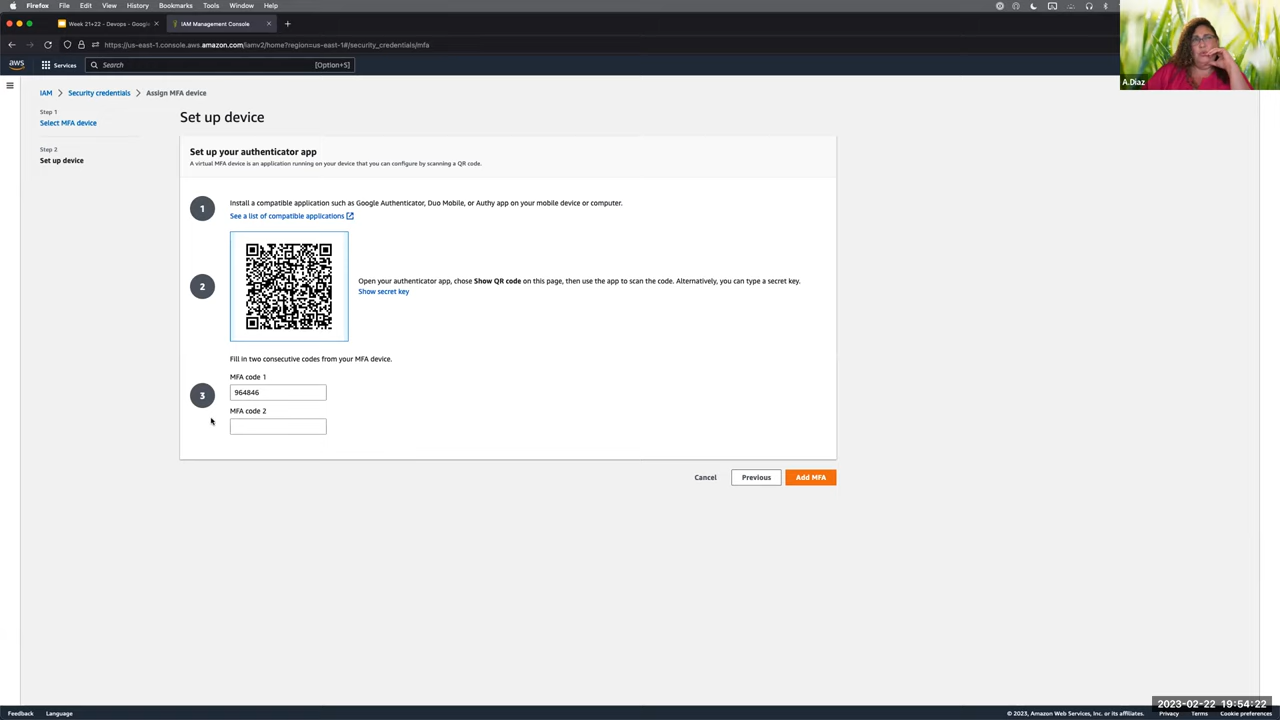 Firefox File Edit View History Bookmarks Tools Window Help
Week 21+22 - Devops - Googl
IAM Management Console
https://us-east-1.console.aws.amazon.com/iamv2/home?region=us-east-1#/security_credentials/mfa
aws Services Search [Option+S]
A.Diaz
IAM Security credentials Assign MFA device
Step 1
Select MFA device
Step 2
Set up device
Set up device
Set up your authenticator app
A virtual MFA device is an application running on your device that you can configure by scanning a QR code.
1
Install a compatible application such as Google Authenticator, Duo Mobile, or Authy app on your mobile device or computer.
See a list of compatible applications
2
Open your authenticator app, chose Show QR code on this page, then use the app to scan the code. Alternatively, you can type a secret key.
Show secret key
Fill in two consecutive codes from your MFA device.
3
MFA code 1
964846
MFA code 2
Cancel Previous Add MFA
2023-02-22 19:54:22
Feedback Language © 2023, Amazon Web Services, Inc. or its affiliates. Privacy Terms Cookie preferences